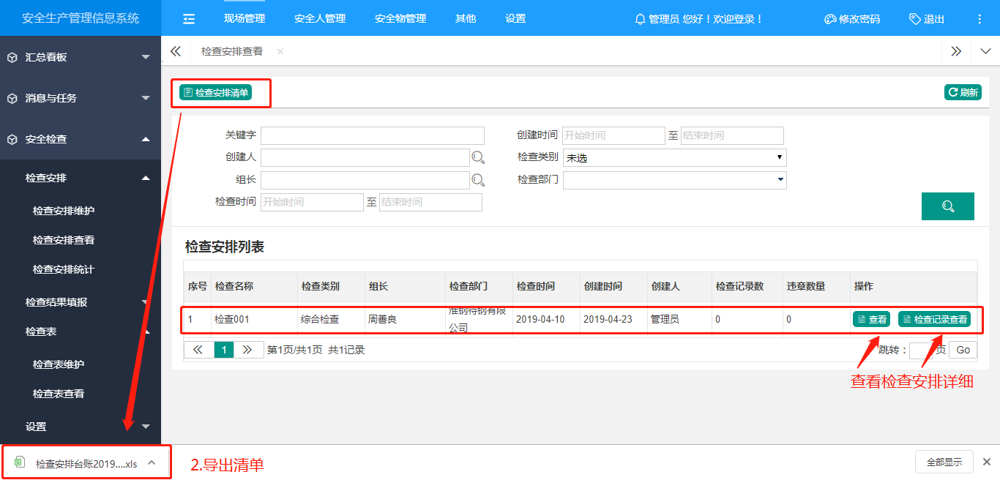 安全生产管理信息系统
现场管理 安全人管理 安全物管理 其他 设置 管理员 您好！欢迎登录！ 修改密码 退出
汇总看板
消息与任务
安全检查
检查安排
检查安排维护
检查安排查看
检查安排统计
检查结果填报
检查表
检查表维护
检查表查看
设置
检查安排查看 ×
检查安排清单 刷新
关键字 创建时间 开始时间 至 结束时间
创建人 检查类别 未选
组长 检查部门
检查时间 开始时间 至 结束时间
检查安排列表
序号 检查名称 检查类别 组长 检查部门 检查时间 创建时间 创建人 检查记录数 违章数量 操作
1 检查001 综合检查 周善良 淮钢特钢有限公司 2019-04-10 2019-04-23 管理员 0 0 查看 检查记录查看
1 第1页/共1页 共1记录 跳转： 页 Go
查看检查安排详细
检查安排台账2019....xls 2.导出清单 全部显示 ×